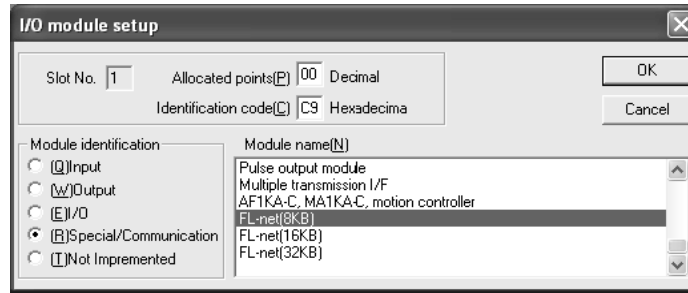 I/O module setup
Slot No. 1 Allocated points(P) 00 Decimal
Identification code(C) C9 Hexadecima
OK
Cancel
Module identification
(Q)Input
(W)Output
(E)I/O
(R)Special/Communication
(T)Not Impremented
Module name(N)
Pulse output module
Multiple transmission I/F
AF1KA-C, MA1KA-C, motion controller
FL-net(8KB)
FL-net(16KB)
FL-net(32KB)